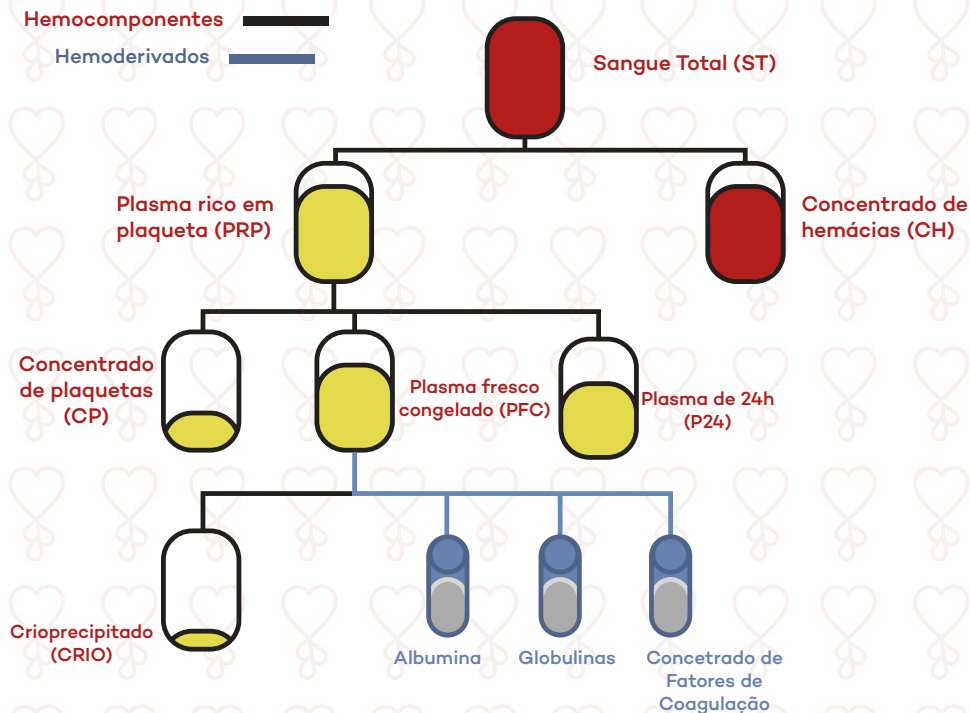 Hemocomponentes
Hemoderivados
Sangue Total (ST)
Plasma rico em
plaqueta (PRP)
Concentrado de
hemácias (CH)
Concentrado
de plaquetas
(CP)
Plasma fresco
congelado (PFC)
Plasma de 24h
(P24)
Crioprecipitado
(CRIO)
Albumina
Globulinas
Concetrado de
Fatores de
Coagulação